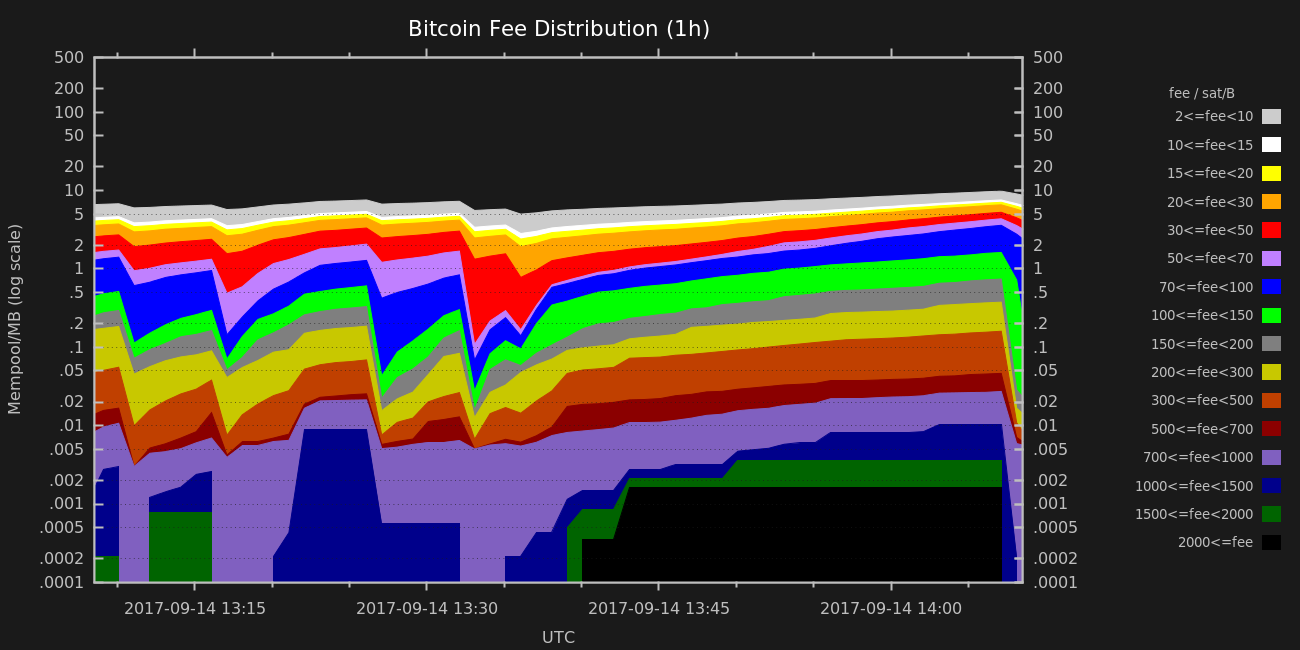 Bitcoin Fee Distribution (1h)
500 500
200 200
100 100
50 50
20 20
10 10
5 5
2 2
1 1
.5 .5
.2 .2
.1 .1
.05 .05
.02 .02
.01 .01
.005 .005
.002 .002
.001 .001
.0005 .0005
.0002 .0002
.0001 .0001
Mempool/MB (log scale)
2017-09-14 13:15 2017-09-14 13:30 2017-09-14 13:45 2017-09-14 14:00
UTC
fee / sat/B
2<=fee<10
10<=fee<15
15<=fee<20
20<=fee<30
30<=fee<50
50<=fee<70
70<=fee<100
100<=fee<150
150<=fee<200
200<=fee<300
300<=fee<500
500<=fee<700
700<=fee<1000
1000<=fee<1500
1500<=fee<2000
2000<=fee